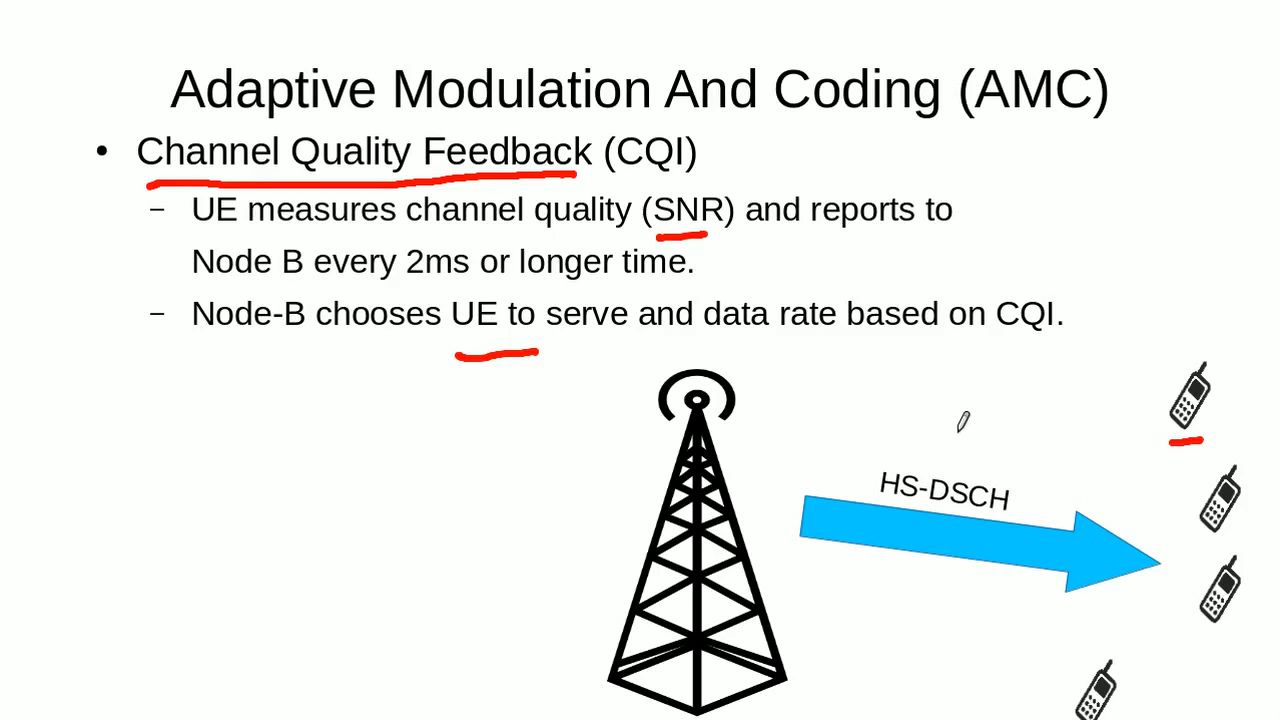 Adaptive Modulation And Coding (AMC)
• Channel Quality Feedback (CQI)
– UE measures channel quality (SNR) and reports to
Node B every 2ms or longer time.
– Node-B chooses UE to serve and data rate based on CQI.
HS-DSCH